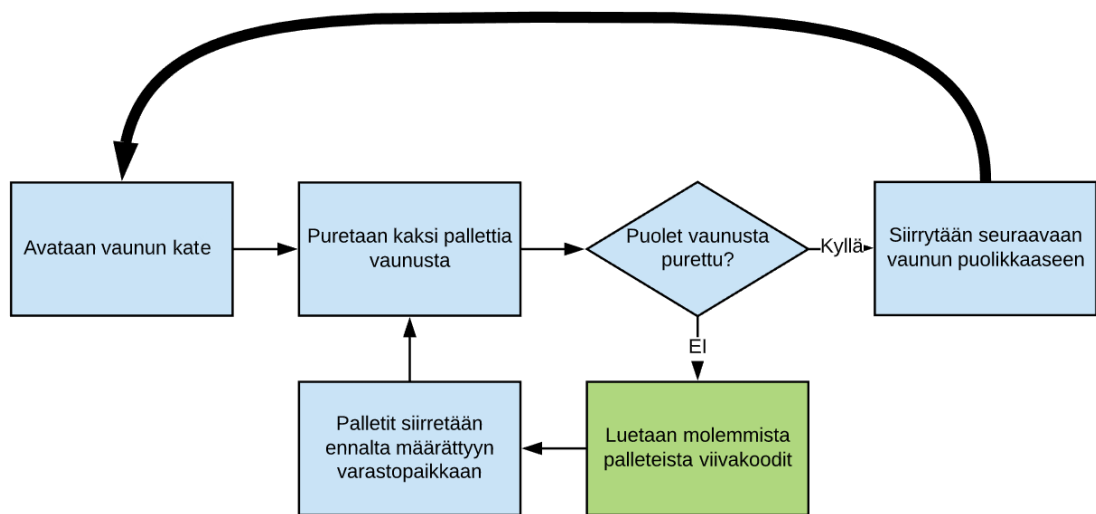 Avataan vaunun kate
Puretaan kaksi pallettia
vaunusta
Puolet vaunusta
purettu?
Kyllä
Siirrytään seuraavaan
vaunun puolikkaaseen
EI
Luetaan molemmista
palleteista viivakoodit
Palletit siirretään
ennalta määrättyyn
varastopaikkaan